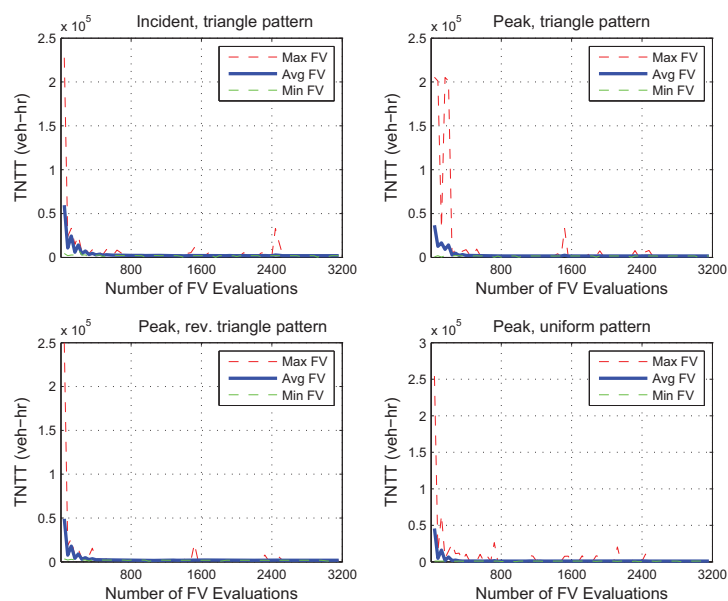 Incident, triangle pattern
x 10^5
2.5
2
1.5
1
0.5
0
800
1600
2400
3200
TNTT (veh-hr)
Number of FV Evaluations
Max FV
Avg FV
Min FV
Peak, triangle pattern
x 10^5
2.5
2
1.5
1
0.5
0
800
1600
2400
3200
TNTT (veh-hr)
Number of FV Evaluations
Max FV
Avg FV
Min FV
Peak, rev. triangle pattern
x 10^5
2.5
2
1.5
1
0.5
0
800
1600
2400
3200
TNTT (veh-hr)
Number of FV Evaluations
Max FV
Avg FV
Min FV
Peak, uniform pattern
x 10^5
3
2.5
2
1.5
1
0.5
0
800
1600
2400
3200
TNTT (veh-hr)
Number of FV Evaluations
Max FV
Avg FV
Min FV